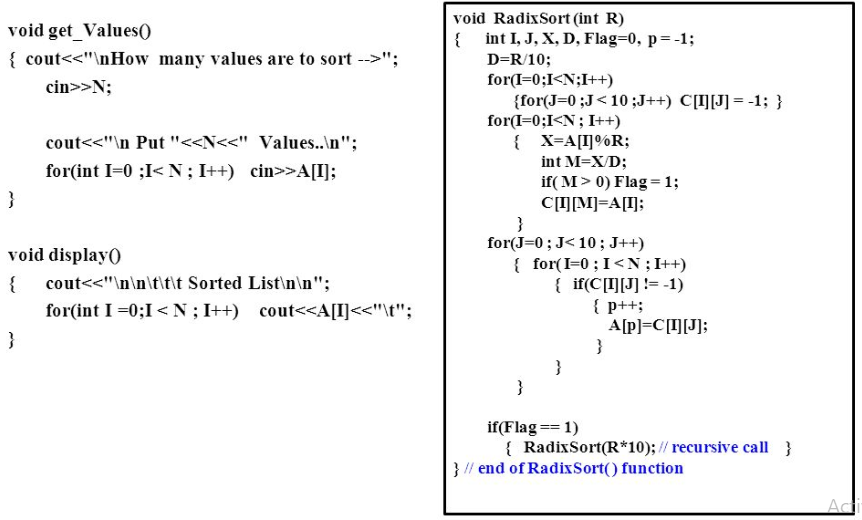 void get_Values()
{ cout<<"\nHow many values are to sort -->";
cin>>N;
cout<<"\n Put "<<N<<" Values..\n";
for(int I=0 ;I< N ; I++) cin>>A[I];
}
void display()
{ cout<<"\n\n\t\t\t Sorted List\n\n";
for(int I =0;I < N ; I++) cout<<A[I]<<"\t";
}
void RadixSort (int R)
{ int I, J, X, D, Flag=0, p = -1;
D=R/10;
for(I=0;I<N;I++)
{for(J=0 ;J < 10 ;J++) C[I][J] = -1; }
for(I=0;I<N ; I++)
{ X=A[I]%R;
int M=X/D;
if( M > 0) Flag = 1;
C[I][M]=A[I];
}
for(J=0 ; J< 10 ; J++)
{ for( I=0 ; I < N ; I++)
{ if(C[I][J] != -1)
{ p++;
A[p]=C[I][J];
}
}
}
if(Flag == 1)
{ RadixSort(R*10); // recursive call }
} // end of RadixSort( ) function
Acti